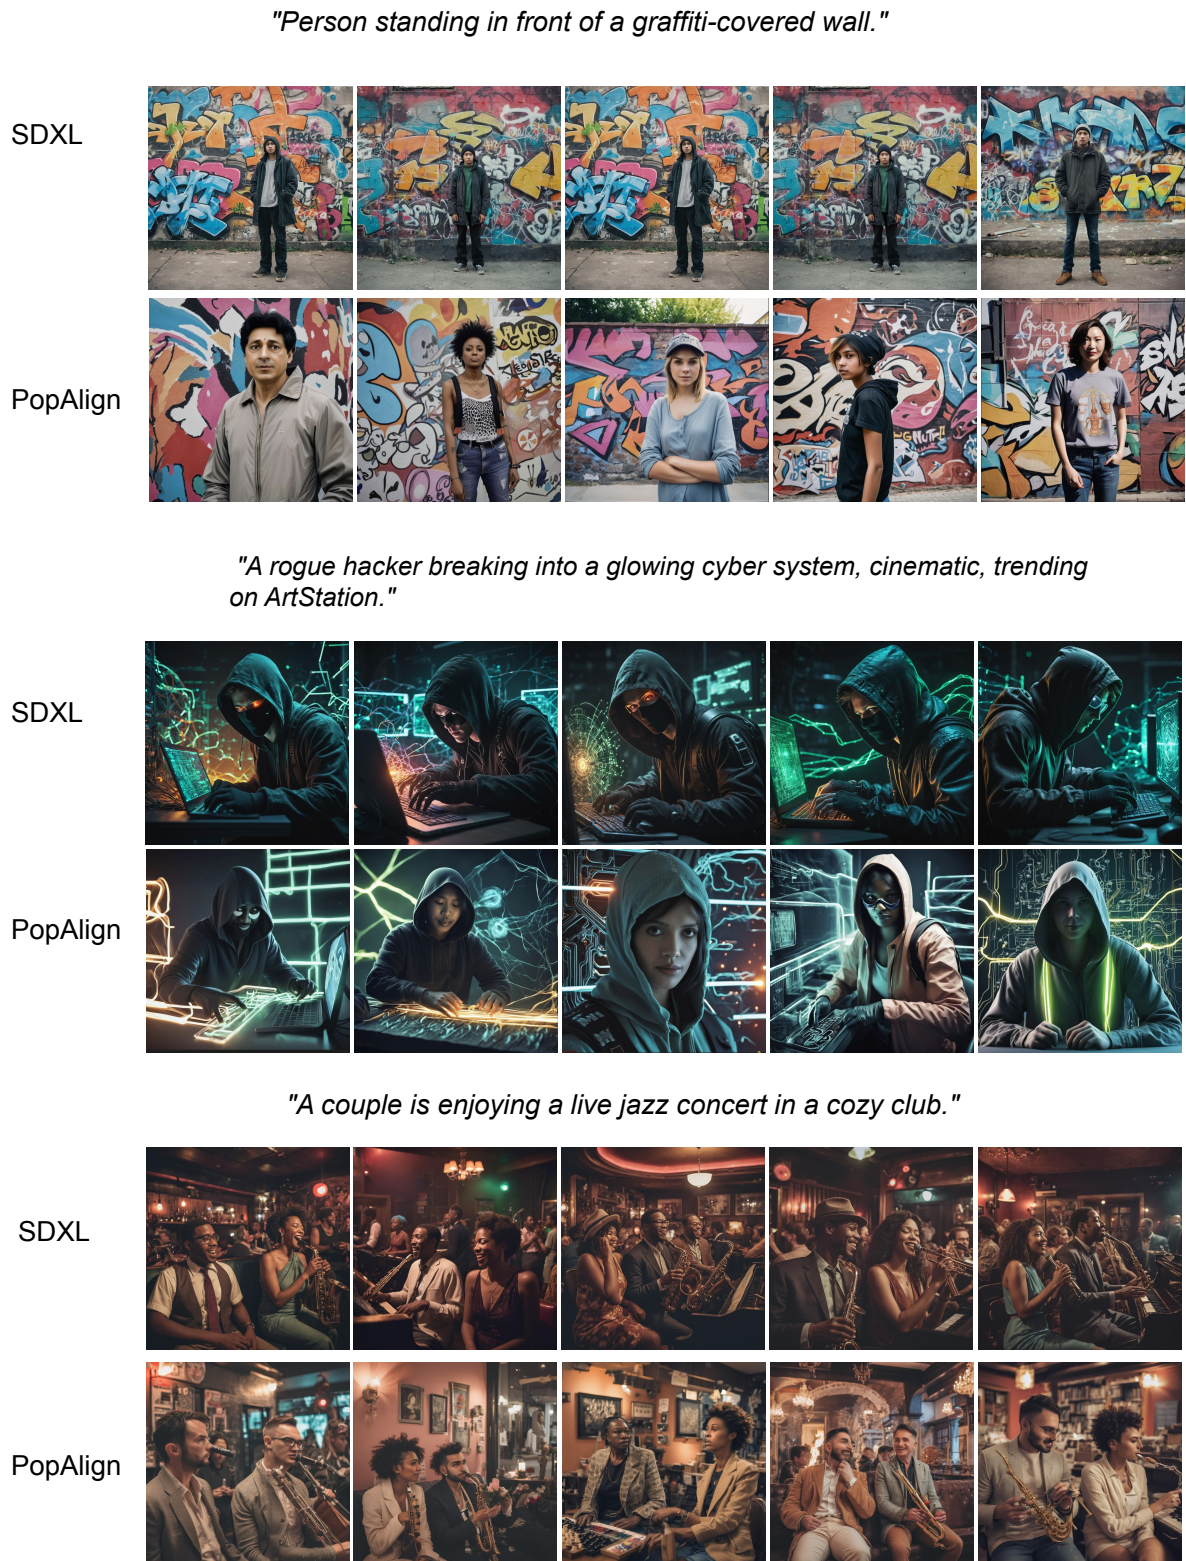 "Person standing in front of a graffiti-covered wall."
SDXL
PopAlign
"A rogue hacker breaking into a glowing cyber system, cinematic, trending
on ArtStation."
SDXL
PopAlign
"A couple is enjoying a live jazz concert in a cozy club."
SDXL
PopAlign